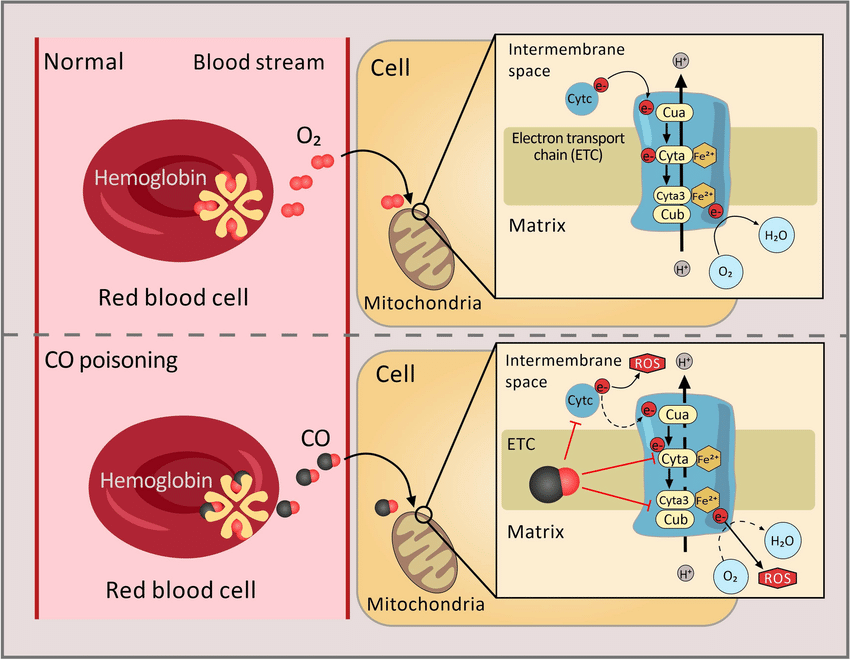 Normal
Blood stream
O₂
Hemoglobin
Red blood cell
Cell
Mitochondria
Intermembrane
space
H⁺
e-
Cytc
e-
Cua
Electron transport
chain (ETC)
e-
Cyta
Fe²⁺
Cyta3
Fe²⁺
Cub
e-
Matrix
H₂O
O₂
H⁺
CO poisoning
CO
Hemoglobin
Red blood cell
Cell
Mitochondria
Intermembrane
space
ROS
H⁺
e-
Cytc
e-
Cua
ETC
e-
Cyta
Fe²⁺
Cyta3
Fe²⁺
Cub
e-
Matrix
H₂O
O₂
ROS
H⁺